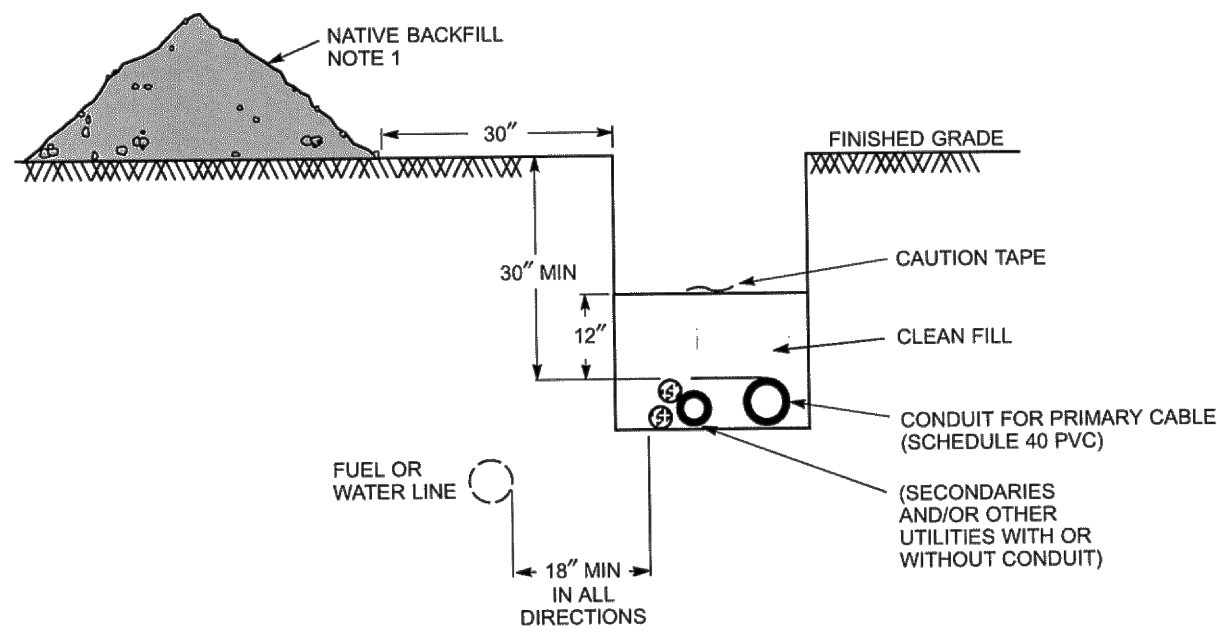 NATIVE BACKFILL
NOTE 1
30″
FINISHED GRADE
30″ MIN
CAUTION TAPE
12″
CLEAN FILL
CONDUIT FOR PRIMARY CABLE
(SCHEDULE 40 PVC)
FUEL OR
WATER LINE
(SECONDARIES
AND/OR OTHER
UTILITIES WITH OR
WITHOUT CONDUIT)
18″ MIN
IN ALL
DIRECTIONS